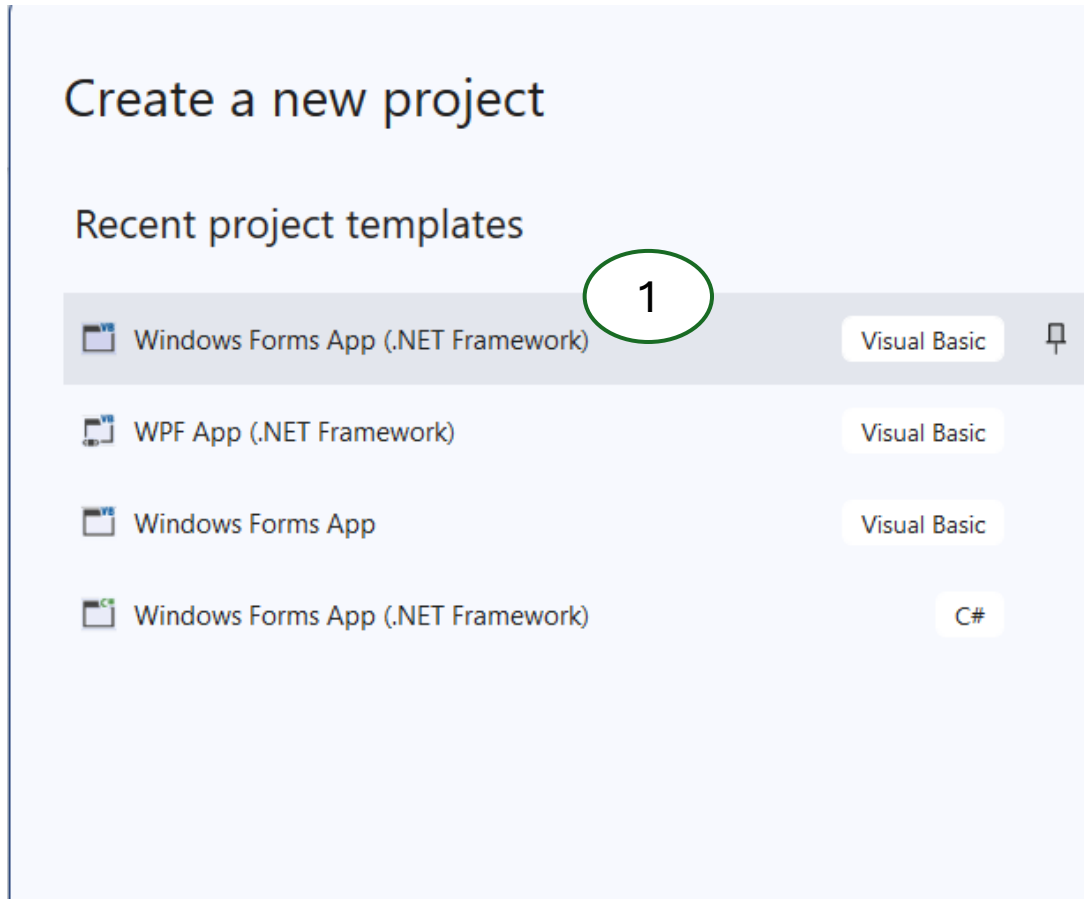 Create a new project
Recent project templates
1
Windows Forms App (.NET Framework) Visual Basic
WPF App (.NET Framework) Visual Basic
Windows Forms App Visual Basic
Windows Forms App (.NET Framework) C#